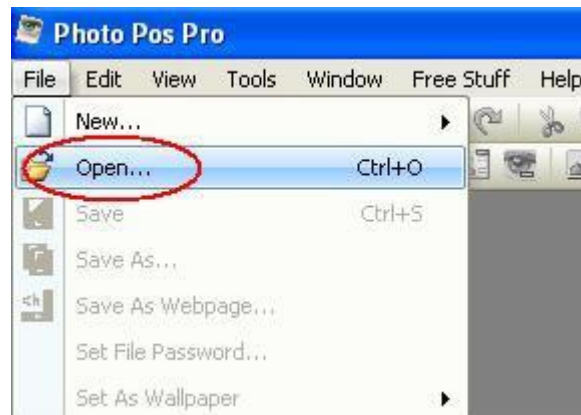 Photo Pos Pro
File Edit View Tools Window Free Stuff Help
New...
Open... Ctrl+O
Save Ctrl+S
Save As...
<h
Save As Webpage...
Set File Password...
Set As Wallpaper